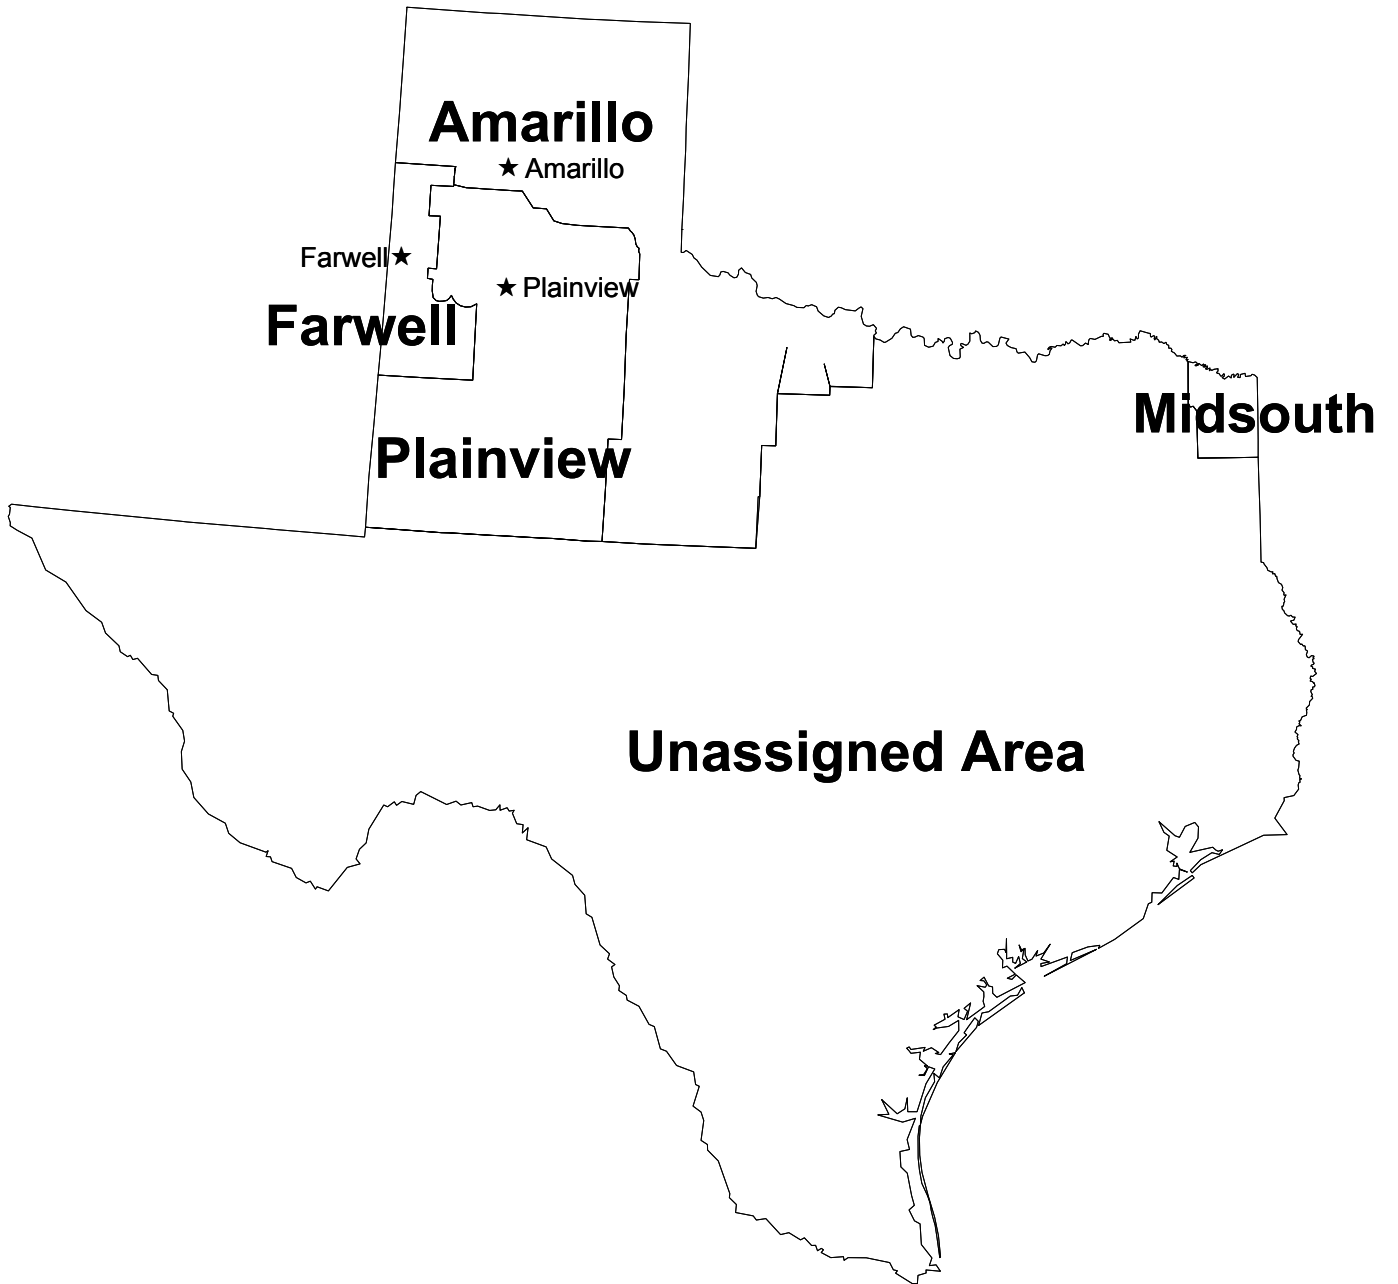 Amarillo
★ Amarillo
Farwell ★
★ Plainview
Farwell
Midsouth
Plainview
Unassigned Area